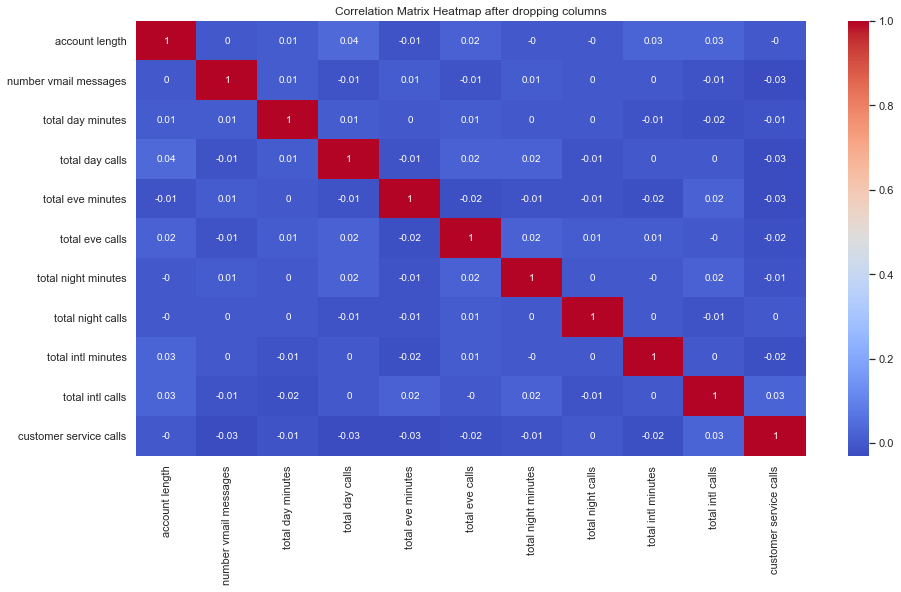 Correlation Matrix Heatmap after dropping columns
account length 1 0 0.01 0.04 -0.01 0.02 -0 -0 0.03 0.03 -0
number vmail messages 0 1 0.01 -0.01 0.01 -0.01 0.01 0 0 -0.01 -0.03
total day minutes 0.01 0.01 1 0.01 0 0.01 0 0 -0.01 -0.02 -0.01
total day calls 0.04 -0.01 0.01 1 -0.01 0.02 0.02 -0.01 0 0 -0.03
total eve minutes -0.01 0.01 0 -0.01 1 -0.02 -0.01 -0.01 -0.02 0.02 -0.03
total eve calls 0.02 -0.01 0.01 0.02 -0.02 1 0.02 0.01 0.01 -0 -0.02
total night minutes -0 0.01 0 0.02 -0.01 0.02 1 0 -0 0.02 -0.01
total night calls -0 0 0 -0.01 -0.01 0.01 0 1 0 -0.01 0
total intl minutes 0.03 0 -0.01 0 -0.02 0.01 -0 0 1 0 -0.02
total intl calls 0.03 -0.01 -0.02 0 0.02 -0 0.02 -0.01 0 1 0.03
customer service calls -0 -0.03 -0.01 -0.03 -0.03 -0.02 -0.01 0 -0.02 0.03 1
account length
number vmail messages
total day minutes
total day calls
total eve minutes
total eve calls
total night minutes
total night calls
total intl minutes
total intl calls
customer service calls
1.0
0.8
0.6
0.4
0.2
0.0